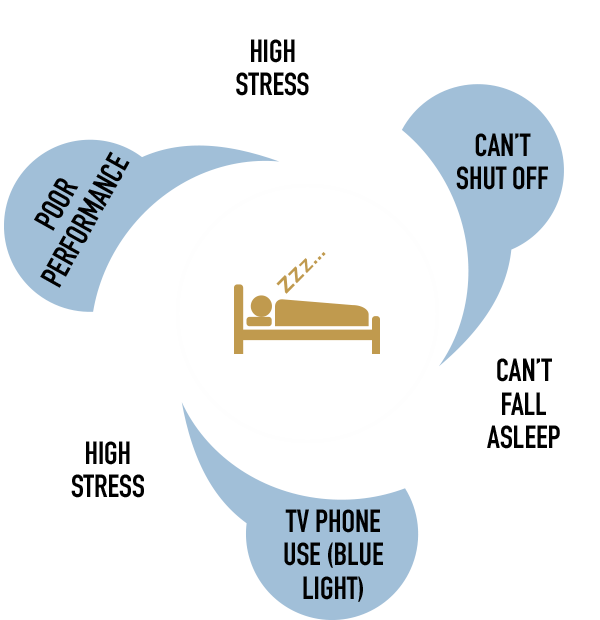 HIGH
STRESS
CAN'T
SHUT OFF
CAN'T
FALL
ASLEEP
TV PHONE
USE (BLUE
LIGHT)
HIGH
STRESS
POOR
PERFORMANCE
ZZZ...